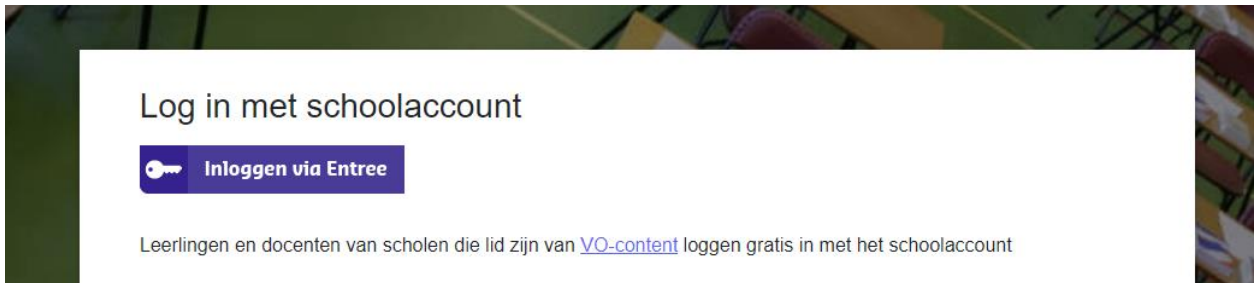 Log in met schoolaccount
Inloggen via Entree
Leerlingen en docenten van scholen die lid zijn van VO-content loggen gratis in met het schoolaccount